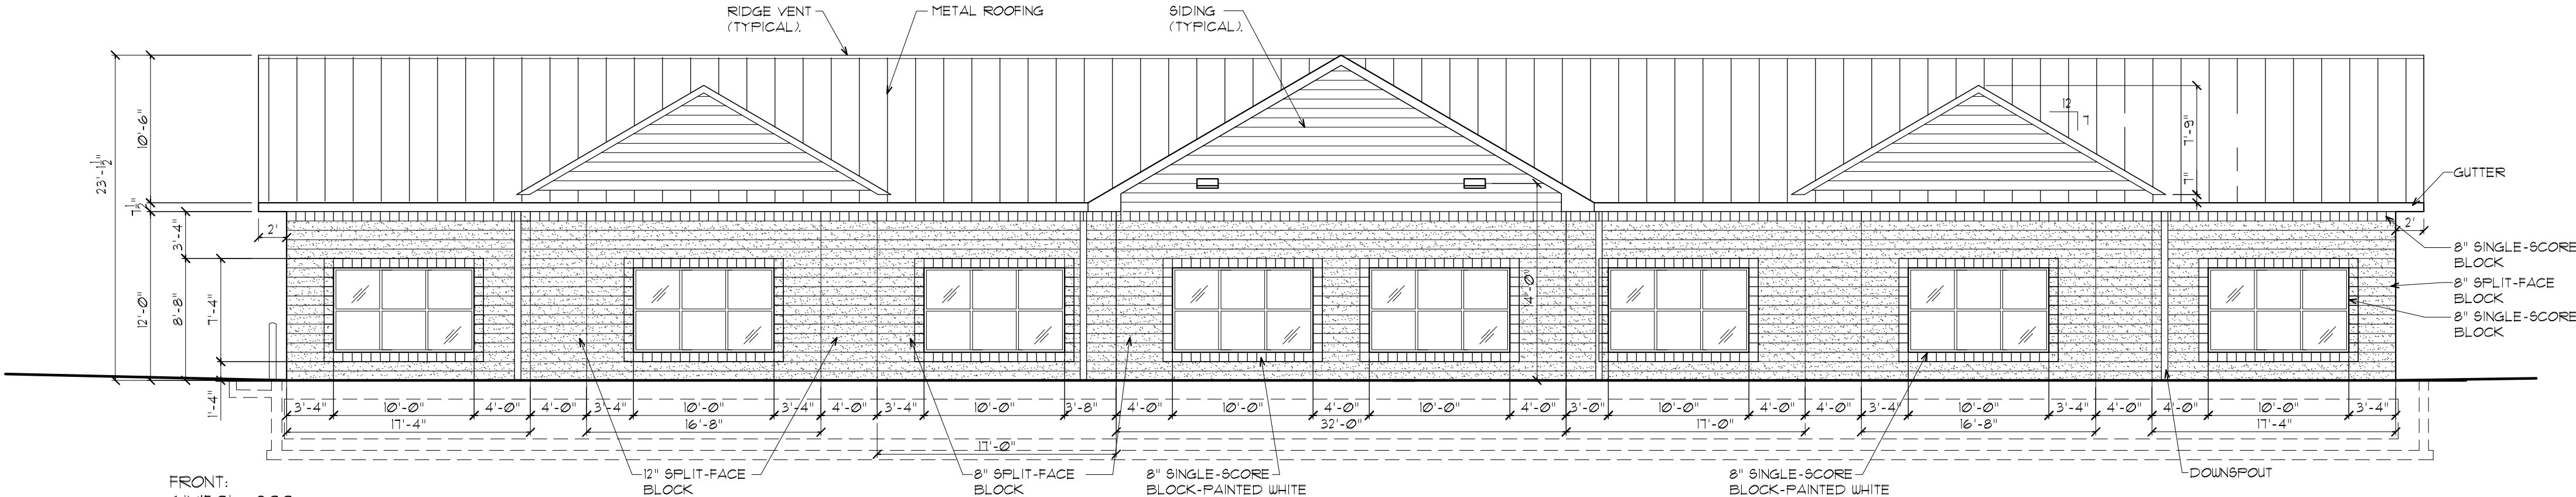 RIDGE VENT
(TYPICAL).
METAL ROOFING
SIDING
(TYPICAL).
23'-1 1/2"
10'-6"
7 1/2"
12'-0"
3'-4"
8'-8"
7'-4"
1'-4"
2'
12
7
7'-9"
7"
GUTTER
2'
8" SINGLE-SCORE
BLOCK
8" SPLIT-FACE
BLOCK
8" SINGLE-SCORE
BLOCK
3'-4" 10'-0" 4'-0" 4'-0" 3'-4" 10'-0" 3'-4" 4'-0" 3'-4" 10'-0" 3'-8" 4'-0" 10'-0" 4'-0" 10'-0" 4'-0" 3'-0" 10'-0" 4'-0" 4'-0" 3'-4" 10'-0" 3'-4" 4'-0" 4'-0" 10'-0" 3'-4"
17'-4" 16'-8" 32'-0" 17'-0" 16'-8" 17'-4"
17'-0"
12" SPLIT-FACE
BLOCK
8" SPLIT-FACE
BLOCK
8" SINGLE-SCORE
BLOCK-PAINTED WHITE
8" SINGLE-SCORE
BLOCK-PAINTED WHITE
DOWNSPOUT
FRONT: